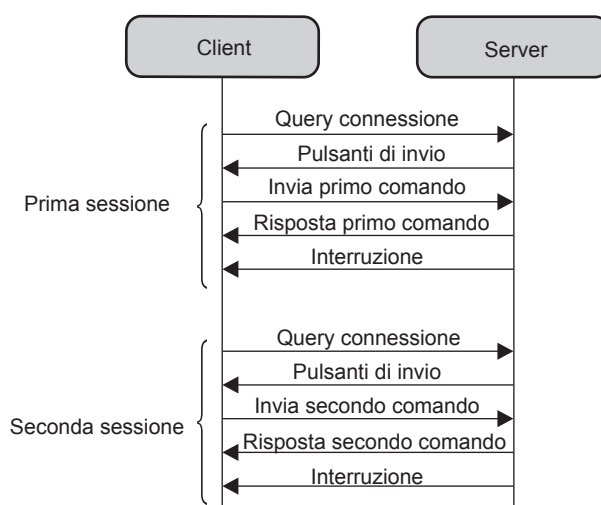 Client
Server
Query connessione
Pulsanti di invio
Invia primo comando
Prima sessione
Risposta primo comando
Interruzione
Query connessione
Pulsanti di invio
Invia secondo comando
Seconda sessione
Risposta secondo comando
Interruzione